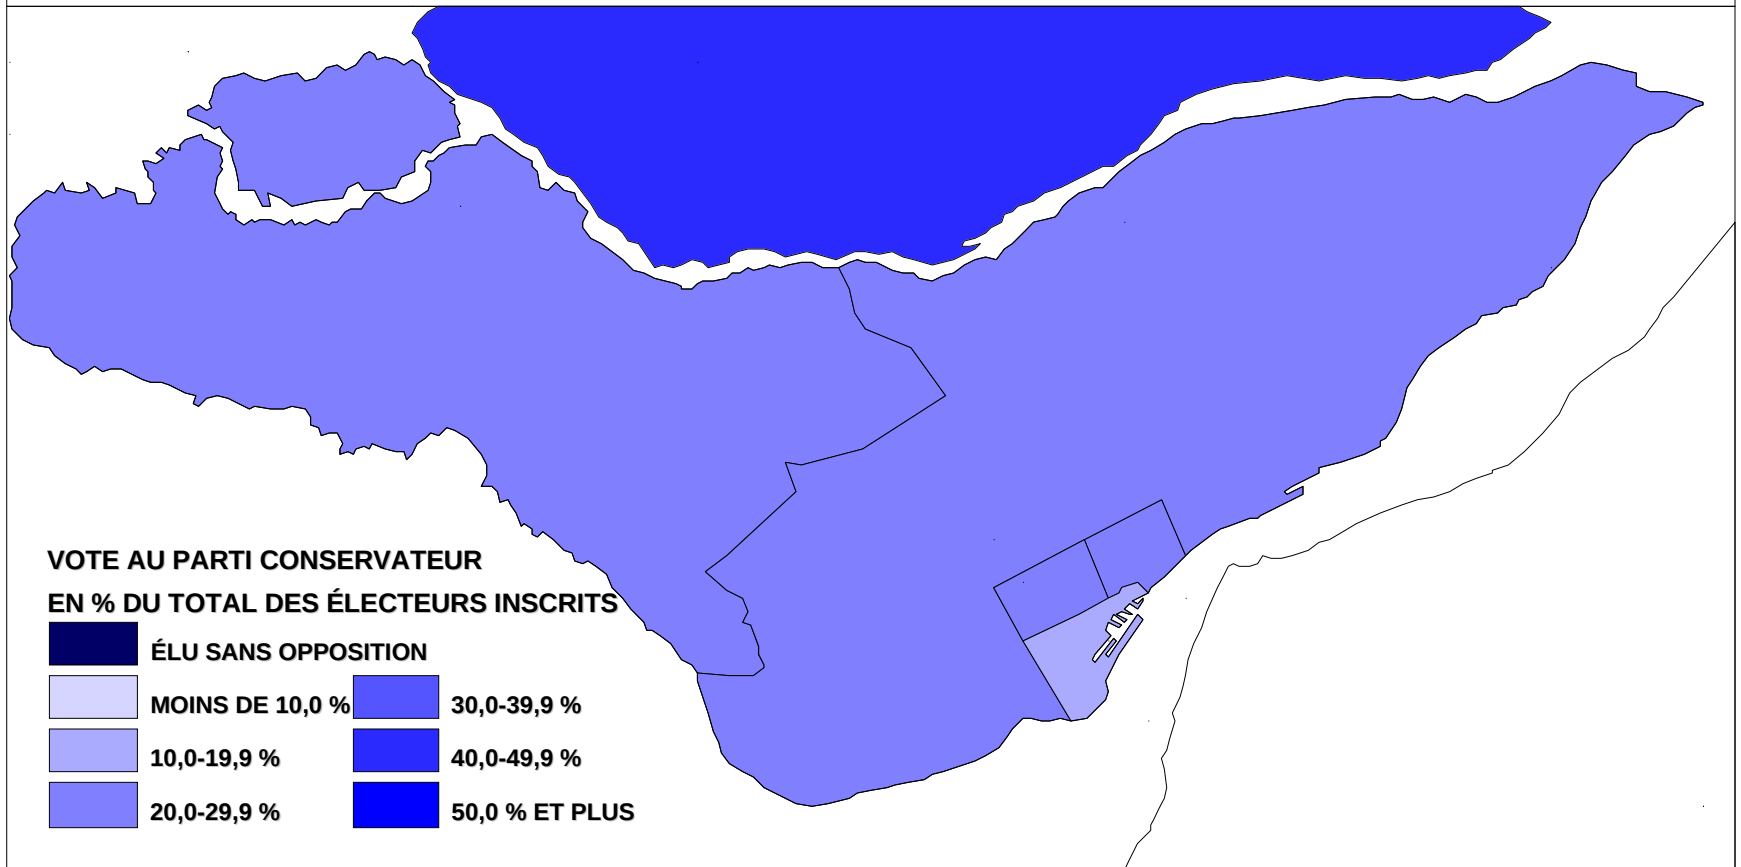 VOTE AU PARTI CONSERVATEUR
EN % DU TOTAL DES ÉLECTEURS INSCRITS
ÉLU SANS OPPOSITION
MOINS DE 10,0 %
10,0-19,9 %
20,0-29,9 %
30,0-39,9 %
40,0-49,9 %
50,0 % ET PLUS